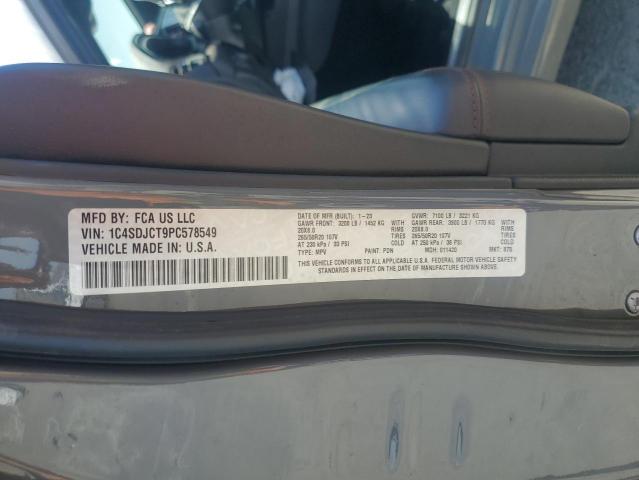 MFD BY: FCA US LLC
VIN: 1C4SDJCT9PC578549
VEHICLE MADE IN U.S.A.
DATE OF MFR (BUILT) 1-23
GVWR: 7100 LB / 3221 KG
GAWR FRONT: 3200 LB / 1452 KG
GAWR REAR: 3900 LB / 1770 KG
20X8.0 RIMS
20X8.0 RIMS
265/50R20 107V TIRES
265/50R20 107V TIRES
AT 230 kPa / 33 PSI
AT 250 kPa / 36 PSI
TYPE: MPV PAINT: PDN MDH: 011420 MKT:
THIS VEHICLE CONFORMS TO ALL APPLICABLE U.S.A. FEDERAL MOTOR VEHICLE SAFETY
STANDARDS IN EFFECT ON THE DATE OF MANUFACTURE SHOWN ABOVE.